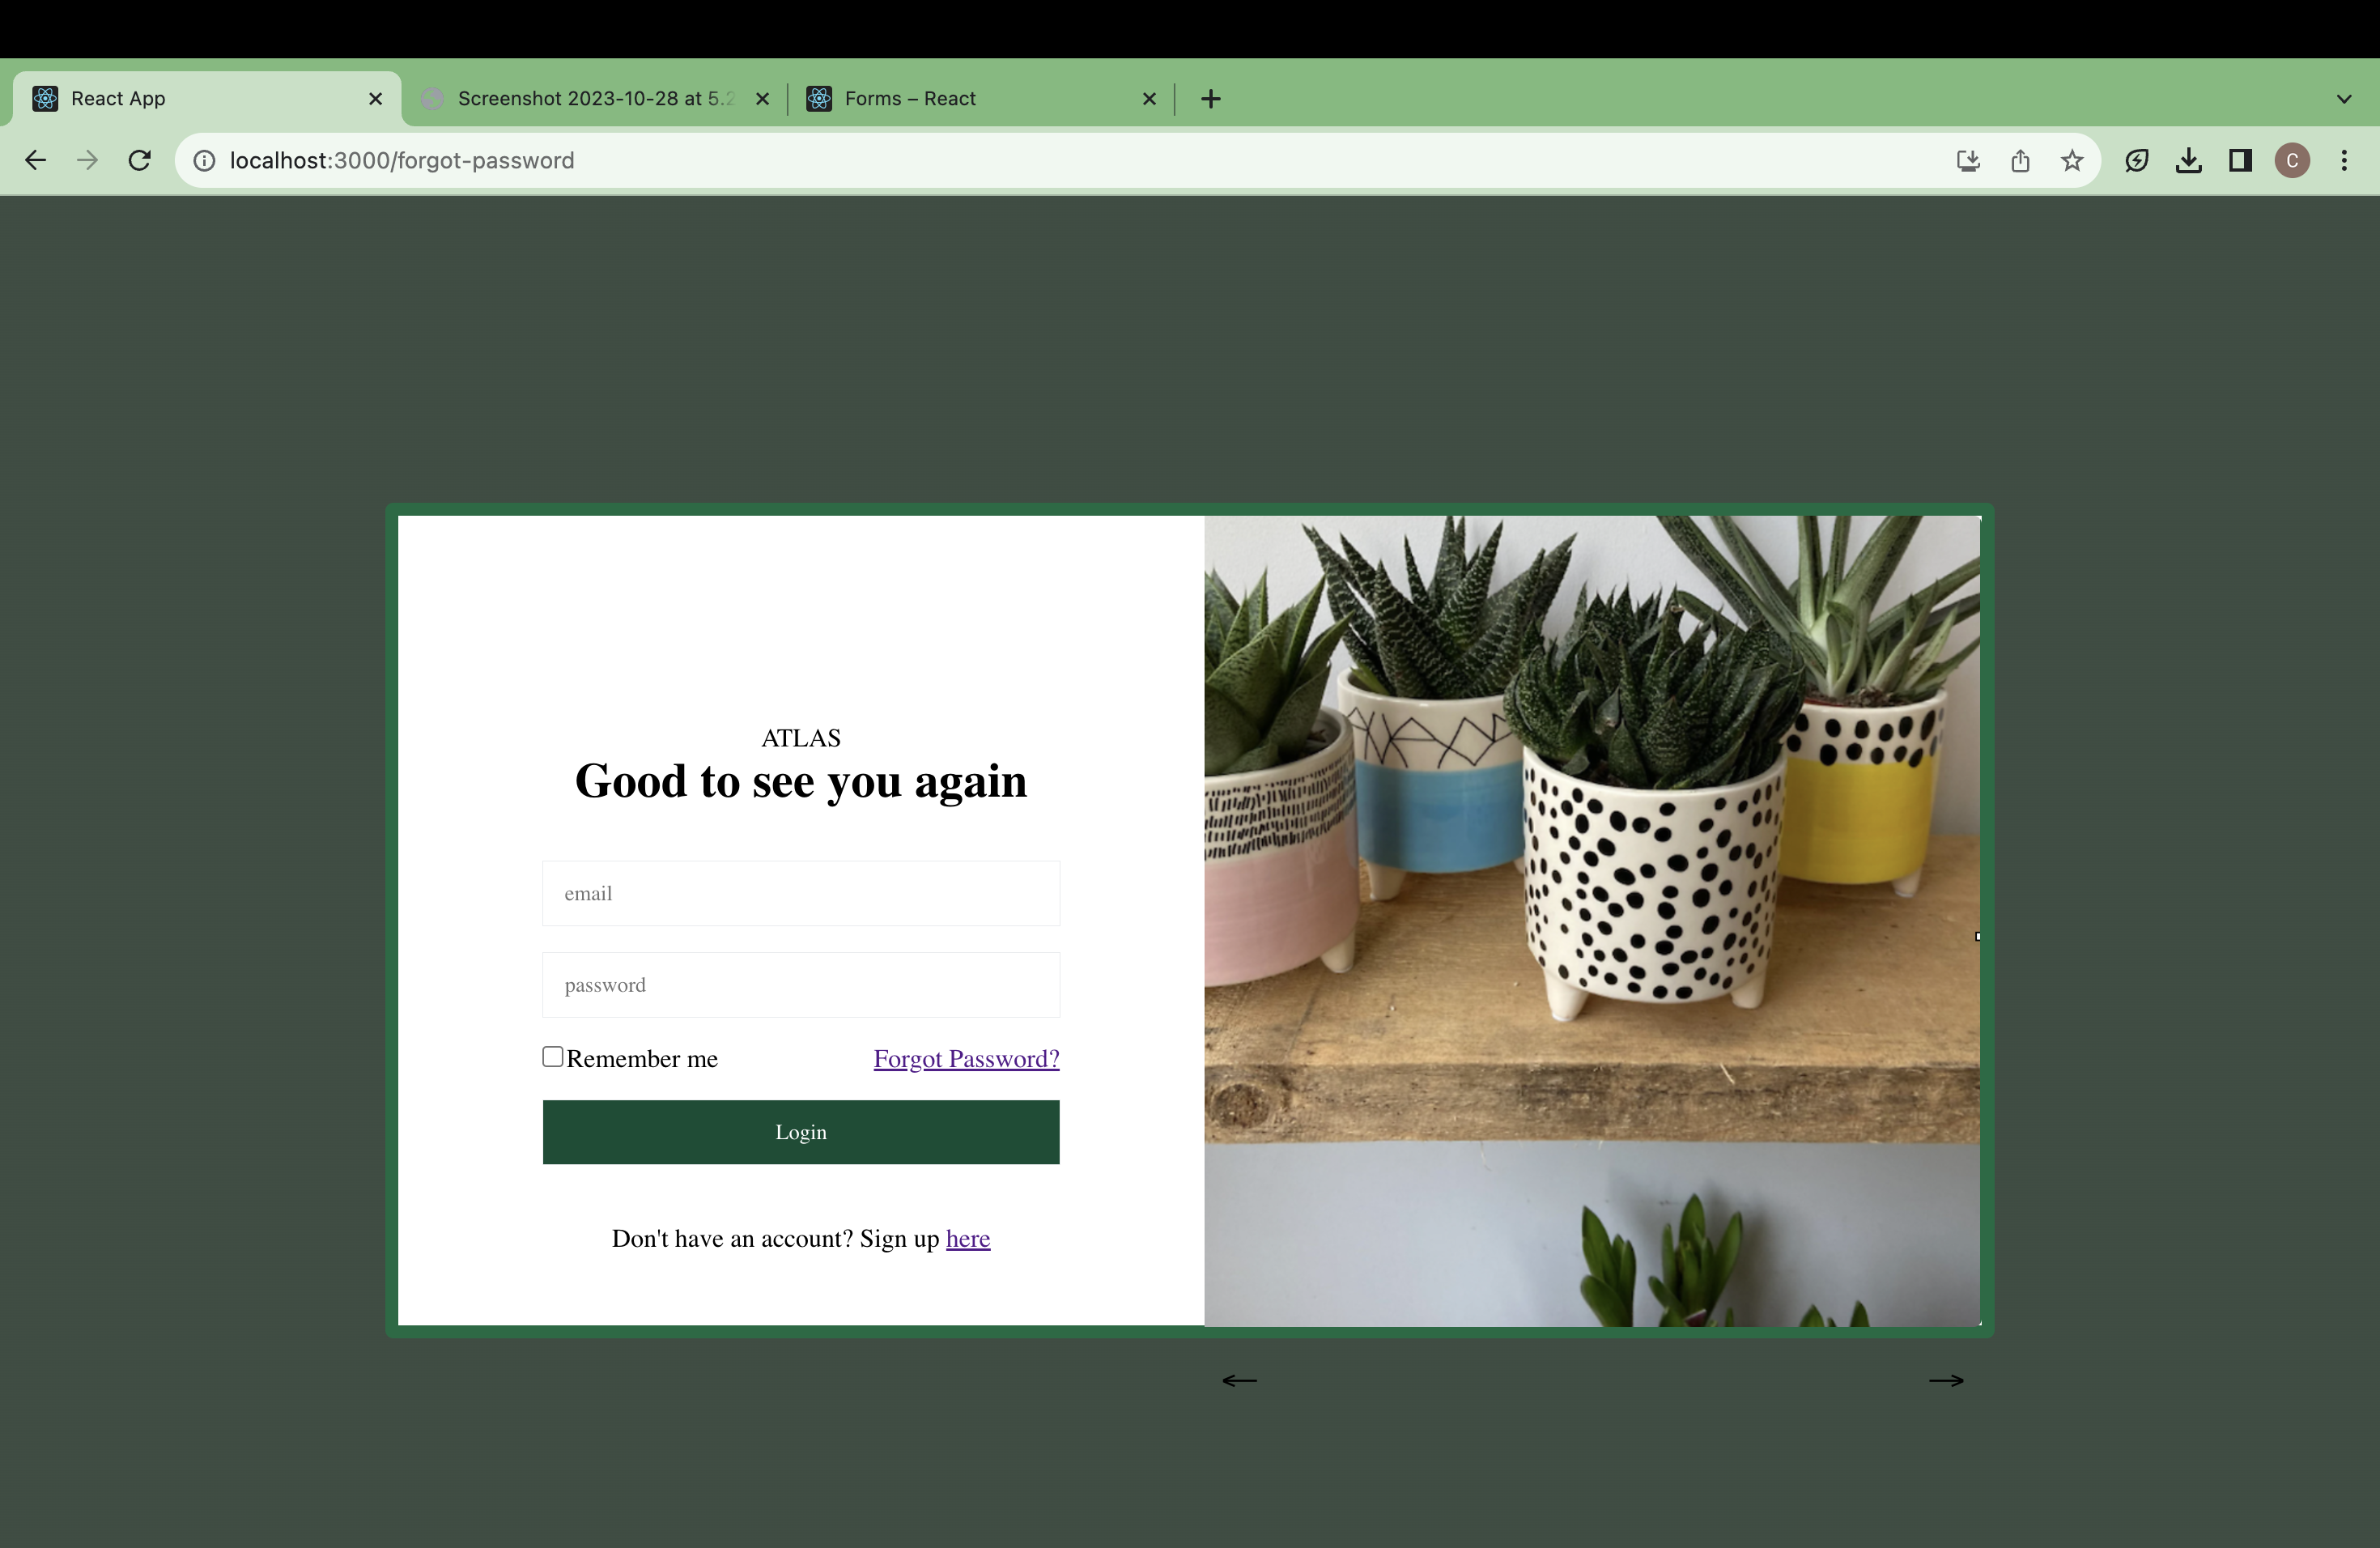 React App
Screenshot 2023-10-28 at 5.2
Forms – React
localhost:3000/forgot-password
C
ATLAS
Good to see you again
email
password
Remember me Forgot Password?
Login
Don't have an account? Sign up here